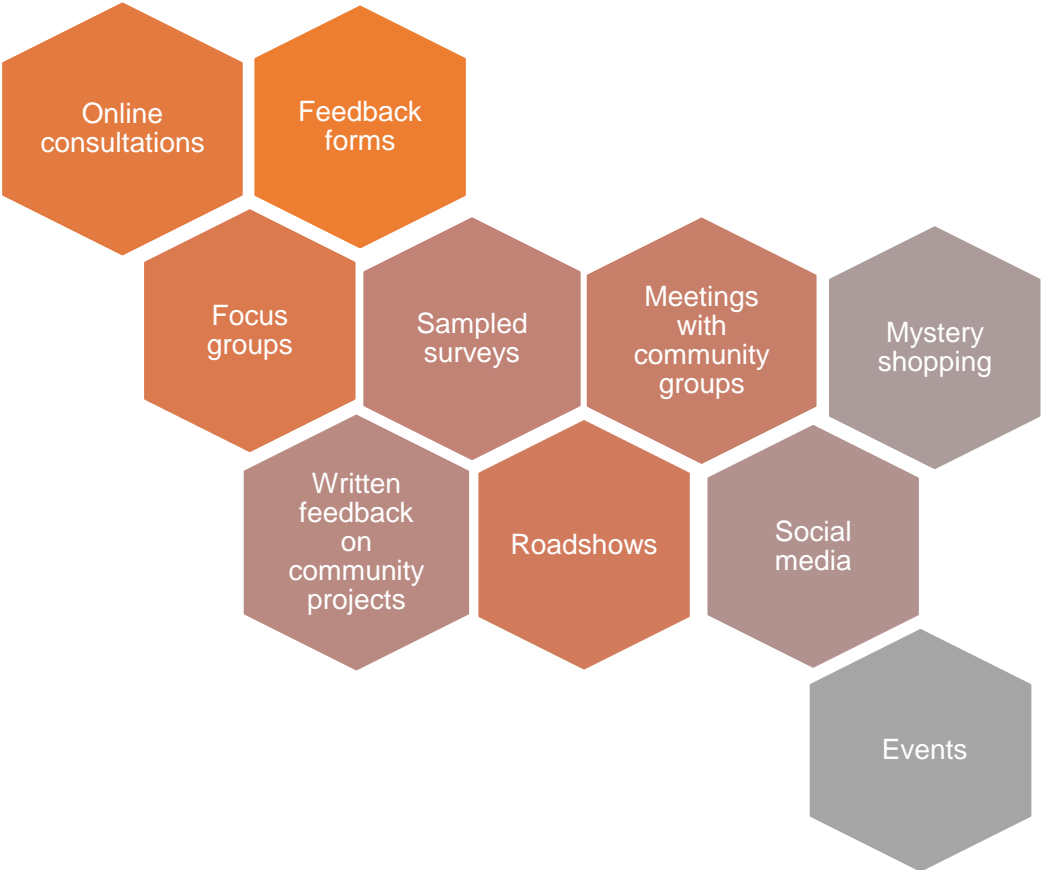 Online
consultations
Feedback
forms
Focus
groups
Sampled
surveys
Meetings
with
community
groups
Mystery
shopping
Written
feedback
on
community
projects
Roadshows
Social
media
Events